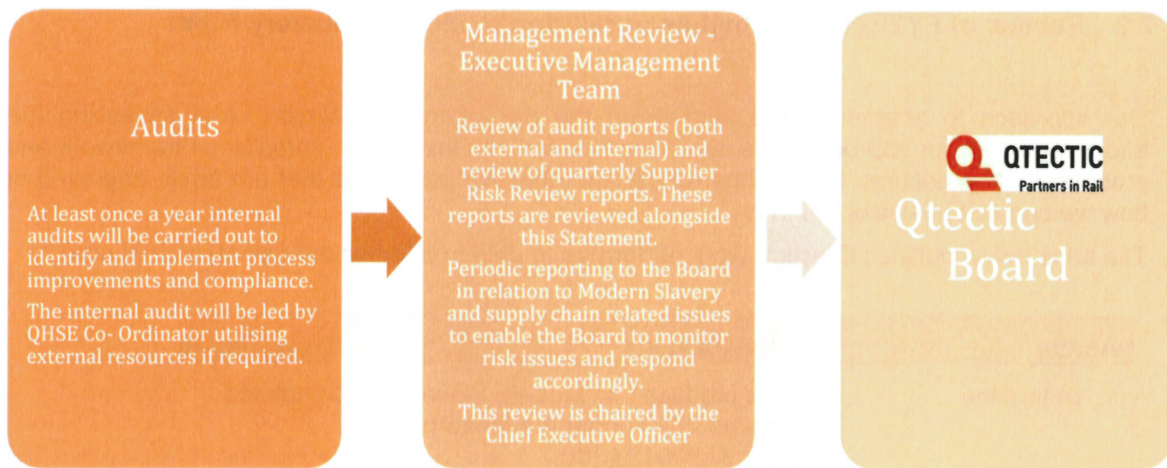 Audits
At least once a year internal
audits will be carried out to
identify and implement process
improvements and compliance.
The internal audit will be led by
QHSE Co- Ordinator utilising
external resources if required.
Management Review -
Executive Management
Team
Review of audit reports (both
external and internal) and
review of quarterly Supplier
Risk Review reports. These
reports are reviewed alongside
this Statement.
Periodic reporting to the Board
in relation to Modern Slavery
and supply chain related issues
to enable the Board to monitor
risk issues and respond
accordingly.
This review is chaired by the
Chief Executive Officer
QTECTIC
Partners in Rail
Qtectic
Board